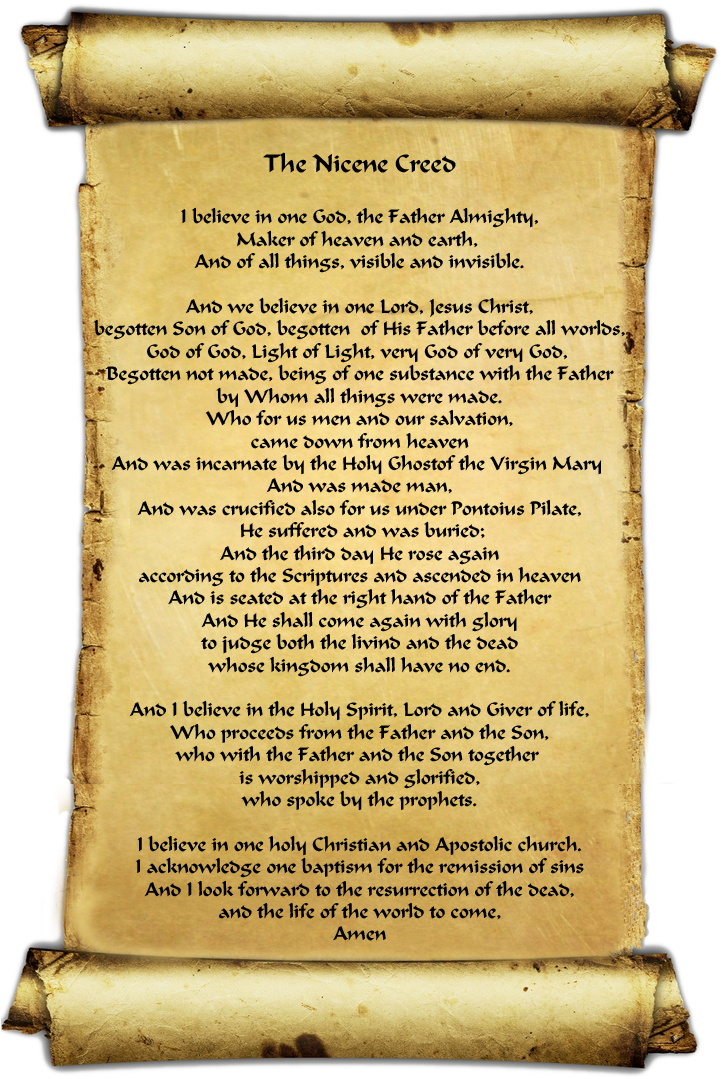 The Nicene Creed
I believe in one God, the Father Almighty,
Maker of heaven and earth,
And of all things, visible and invisible.
And we believe in one Lord, Jesus Christ,
begotten Son of God, begotten of His Father before all worlds,
God of God, Light of Light, very God of very God,
Begotten not made, being of one substance with the Father
by Whom all things were made.
Who for us men and our salvation,
came down from heaven
And was incarnate by the Holy Ghostof the Virgin Mary
And was made man,
And was crucified also for us under Pontoius Pilate,
He suffered and was buried;
And the third day He rose again
according to the Scriptures and ascended in heaven
And is seated at the right hand of the Father
And He shall come again with glory
to judge both the livind and the dead
whose kingdom shall have no end.
And I believe in the Holy Spirit, Lord and Giver of life,
Who proceeds from the Father and the Son,
who with the Father and the Son together
is worshipped and glorified,
who spoke by the prophets.
I believe in one holy Christian and Apostolic church.
I acknowledge one baptism for the remission of sins
And I look forward to the resurrection of the dead,
and the life of the world to come,
Amen